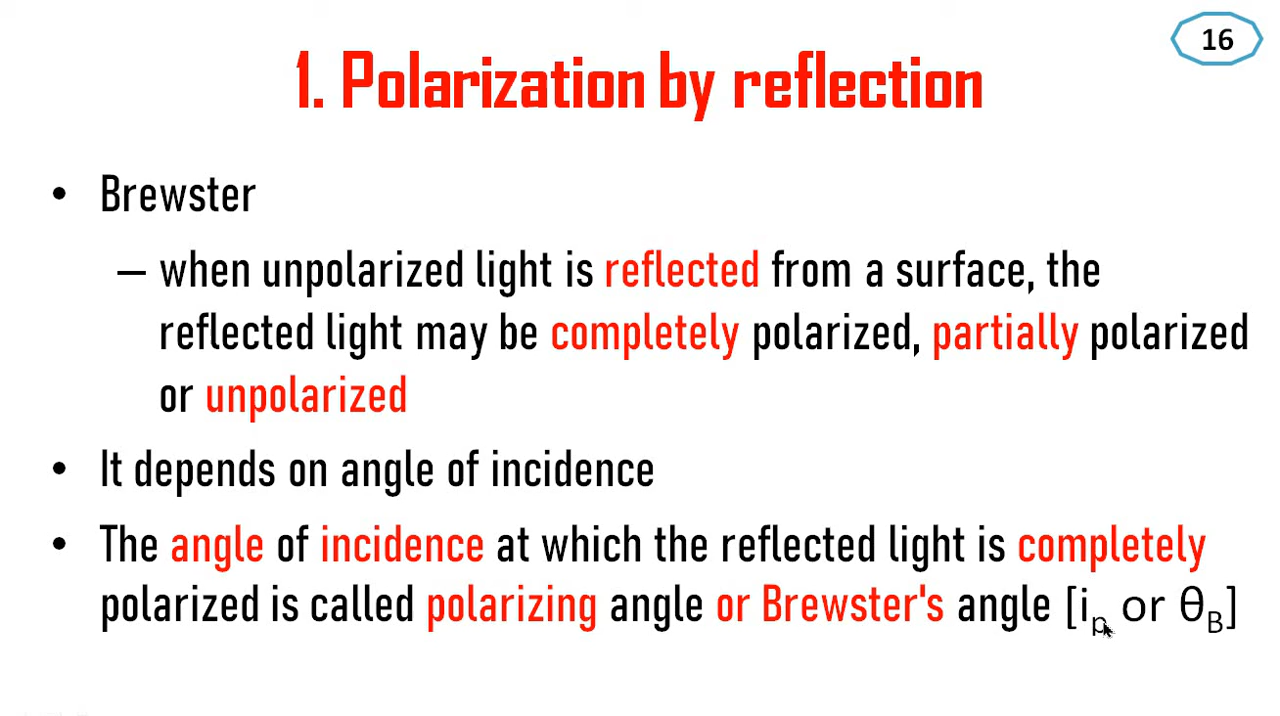 16
1. Polarization by reflection
• Brewster
– when unpolarized light is reflected from a surface, the
reflected light may be completely polarized, partially polarized
or unpolarized
• It depends on angle of incidence
• The angle of incidence at which the reflected light is completely
polarized is called polarizing angle or Brewster's angle [iₚ or θ_B]